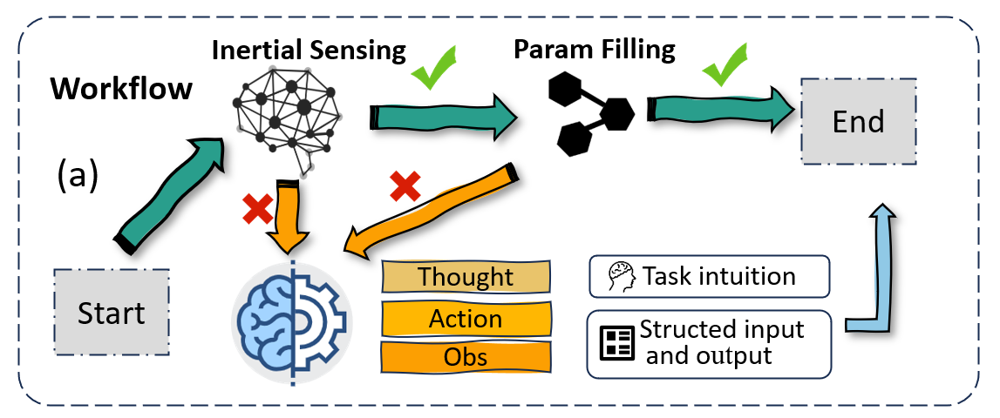 Inertial Sensing
Param Filling
Workflow
End
(a)
Start
Thought
Action
Obs
Task intuition
Structed input
and output